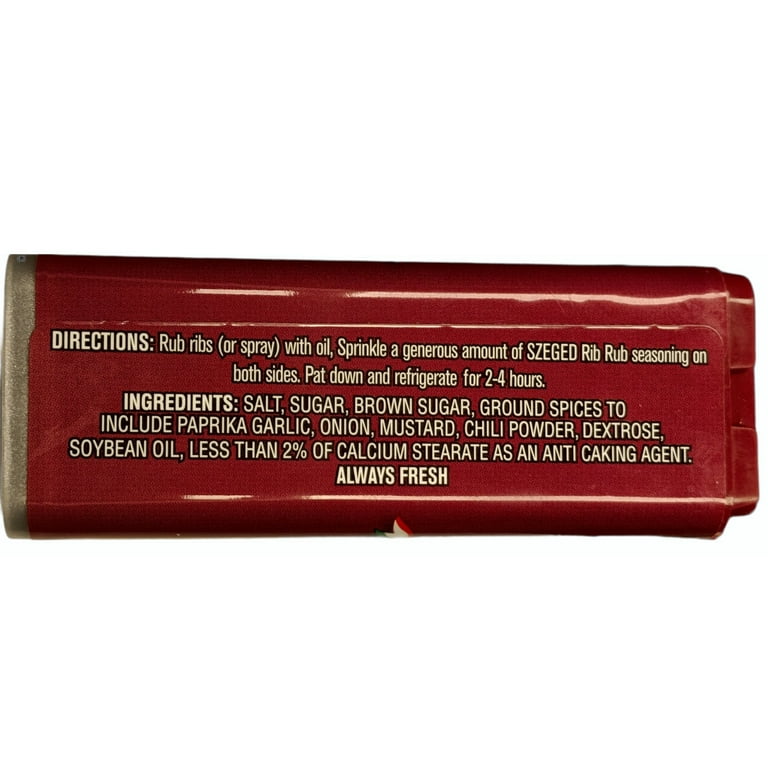 DIRECTIONS: Rub ribs (or spray) with oil, Sprinkle a generous amount of SZEGED Rib Rub seasoning on
both sides. Pat down and refrigerate for 2-4 hours.
INGREDIENTS: SALT, SUGAR, BROWN SUGAR, GROUND SPICES TO
INCLUDE PAPRIKA GARLIC, ONION, MUSTARD, CHILI POWDER, DEXTROSE,
SOYBEAN OIL, LESS THAN 2% OF CALCIUM STEARATE AS AN ANTI CAKING AGENT.
ALWAYS FRESH